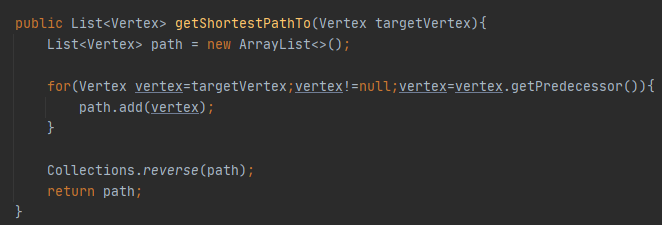 public List<Vertex> getShortestPathTo(Vertex targetVertex){
    List<Vertex> path = new ArrayList<>();

    for(Vertex vertex=targetVertex;vertex!=null;vertex=vertex.getPredecessor()){
        path.add(vertex);
    }

    Collections.reverse(path);
    return path;
}